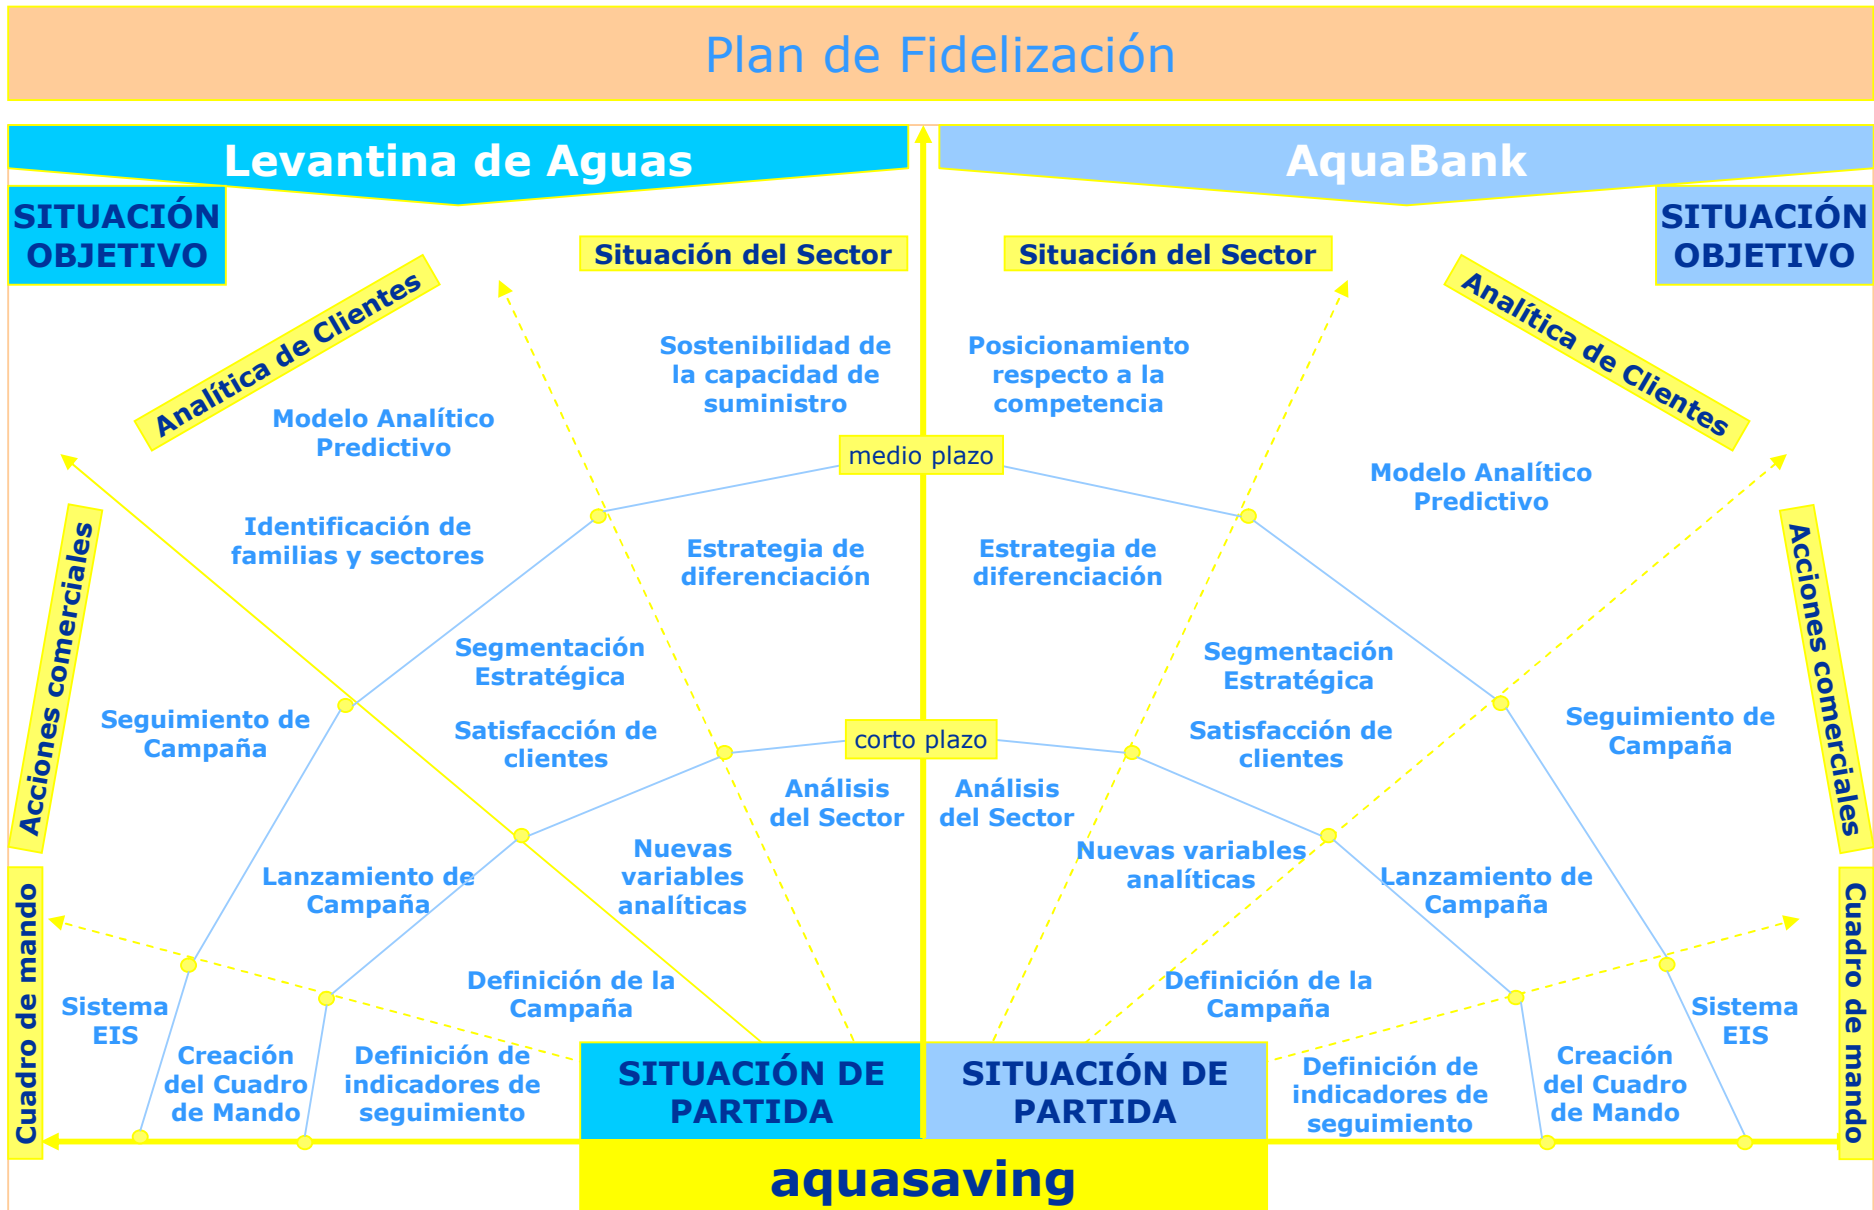 Plan de Fidelización
Levantina de Aguas
AquaBank
SITUACIÓN
OBJETIVO
SITUACIÓN
OBJETIVO
Situación del Sector
Situación del Sector
Analítica de Clientes
Analítica de Clientes
Sostenibilidad de
la capacidad de
suministro
Posicionamiento
respecto a la
competencia
Modelo Analítico
Predictivo
medio plazo
Modelo Analítico
Predictivo
Identificación de
familias y sectores
Estrategia de
diferenciación
Estrategia de
diferenciación
Acciones comerciales
Acciones comerciales
Segmentación
Estratégica
Segmentación
Estratégica
Seguimiento de
Campaña
Satisfacción de
clientes
corto plazo
Satisfacción de
clientes
Seguimiento de
Campaña
Análisis
del Sector
Análisis
del Sector
Nuevas
variables
analíticas
Nuevas variables
analíticas
Lanzamiento de
Campaña
Lanzamiento de
Campaña
Cuadro de mando
Cuadro de mando
Definición de la
Campaña
Definición de la
Campaña
Sistema
EIS
Sistema
EIS
Creación
del Cuadro
de Mando
Definición de
indicadores de
seguimiento
SITUACIÓN DE
PARTIDA
SITUACIÓN DE
PARTIDA
Definición de
indicadores de
seguimiento
Creación
del Cuadro
de Mando
aquasaving